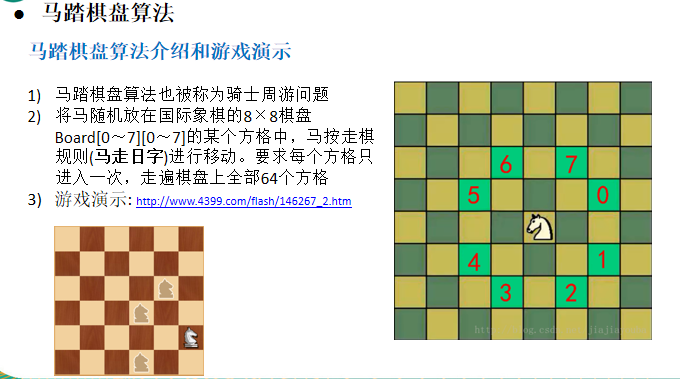 ● 马踏棋盘算法
马踏棋盘算法介绍和游戏演示
1) 马踏棋盘算法也被称为骑士周游问题
2) 将马随机放在国际象棋的8×8棋盘
Board[0~7][0~7]的某个方格中，马按走棋
规则(马走日字)进行移动。要求每个方格只
进入一次，走遍棋盘上全部64个方格
3) 游戏演示: http://www.4399.com/flash/146267_2.htm
6 7
5 0
4 1
3 2